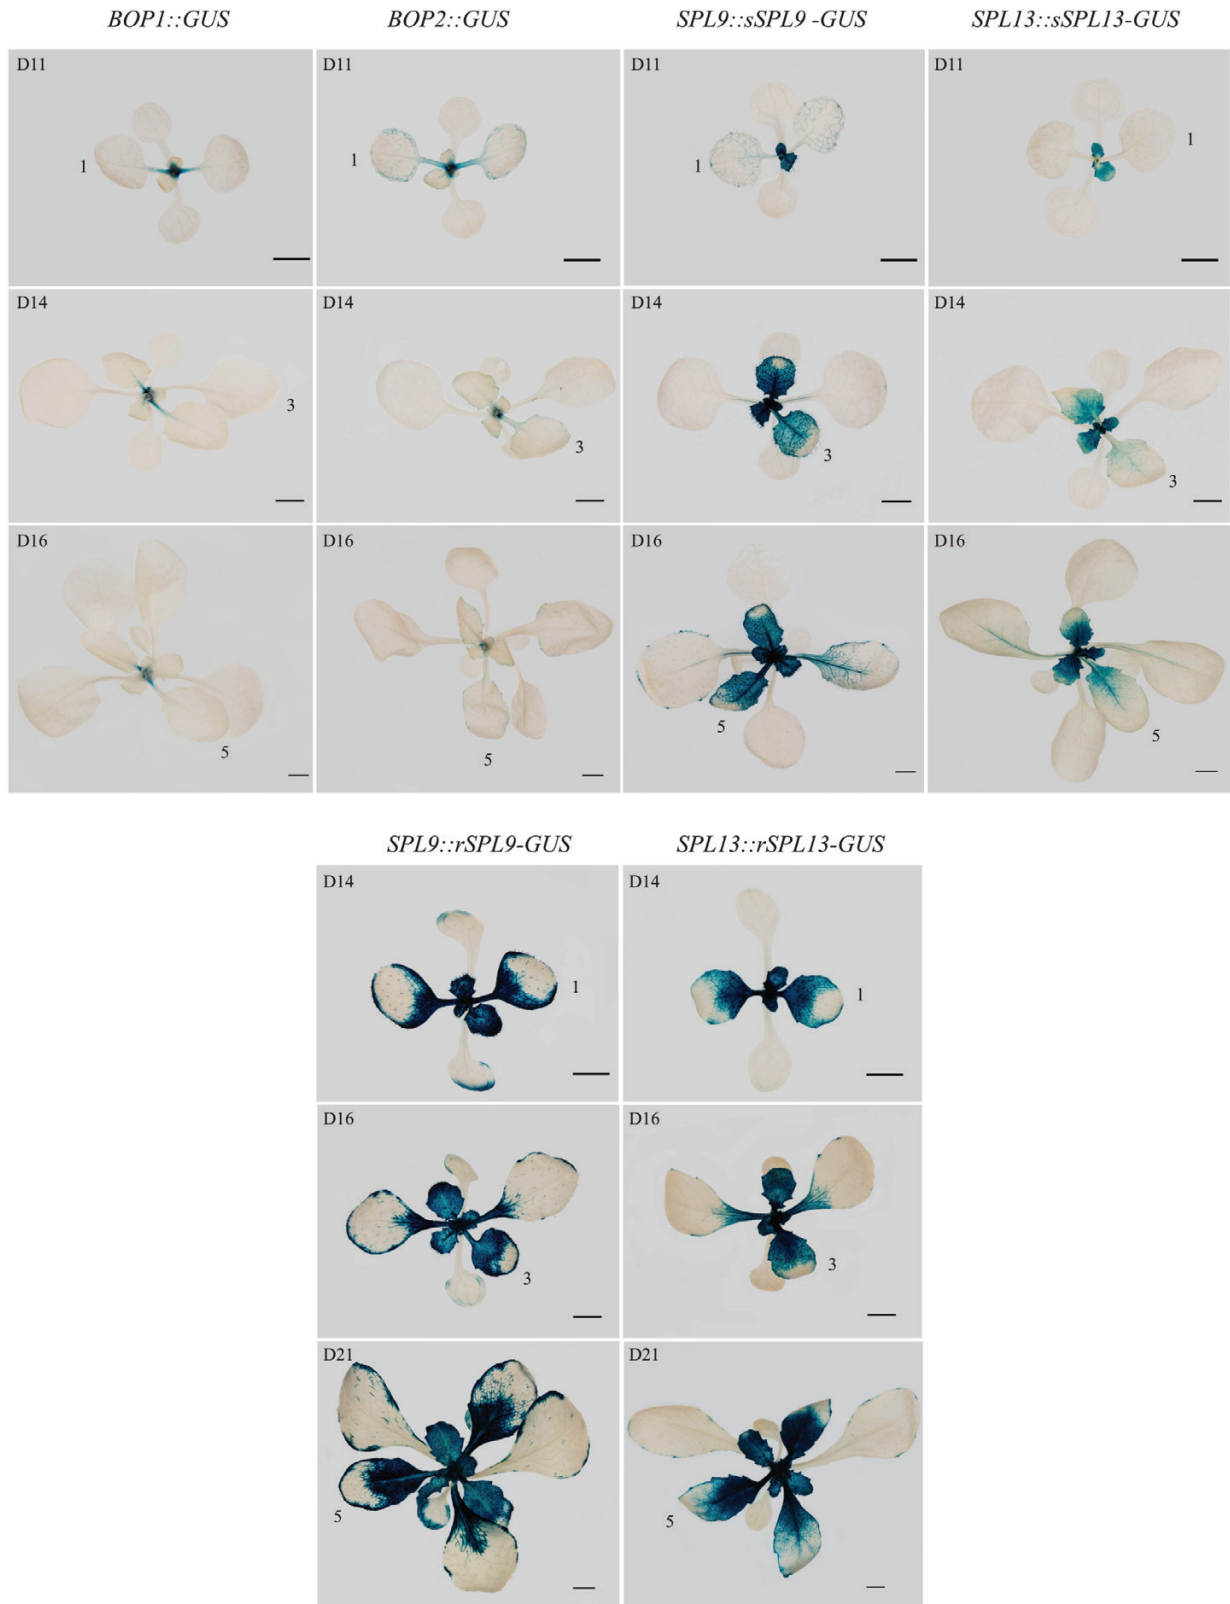 BOP1::GUS BOP2::GUS SPL9::sSPL9 -GUS SPL13::sSPL13-GUS
D11 D11 D11 D11
1 1 1 1
D14 D14 D14 D14
3 3 3 3
D16 D16 D16 D16
5 5 5 5
SPL9::rSPL9-GUS SPL13::rSPL13-GUS
D14 D14
1 1
D16 D16
3 3
D21 D21
5 5